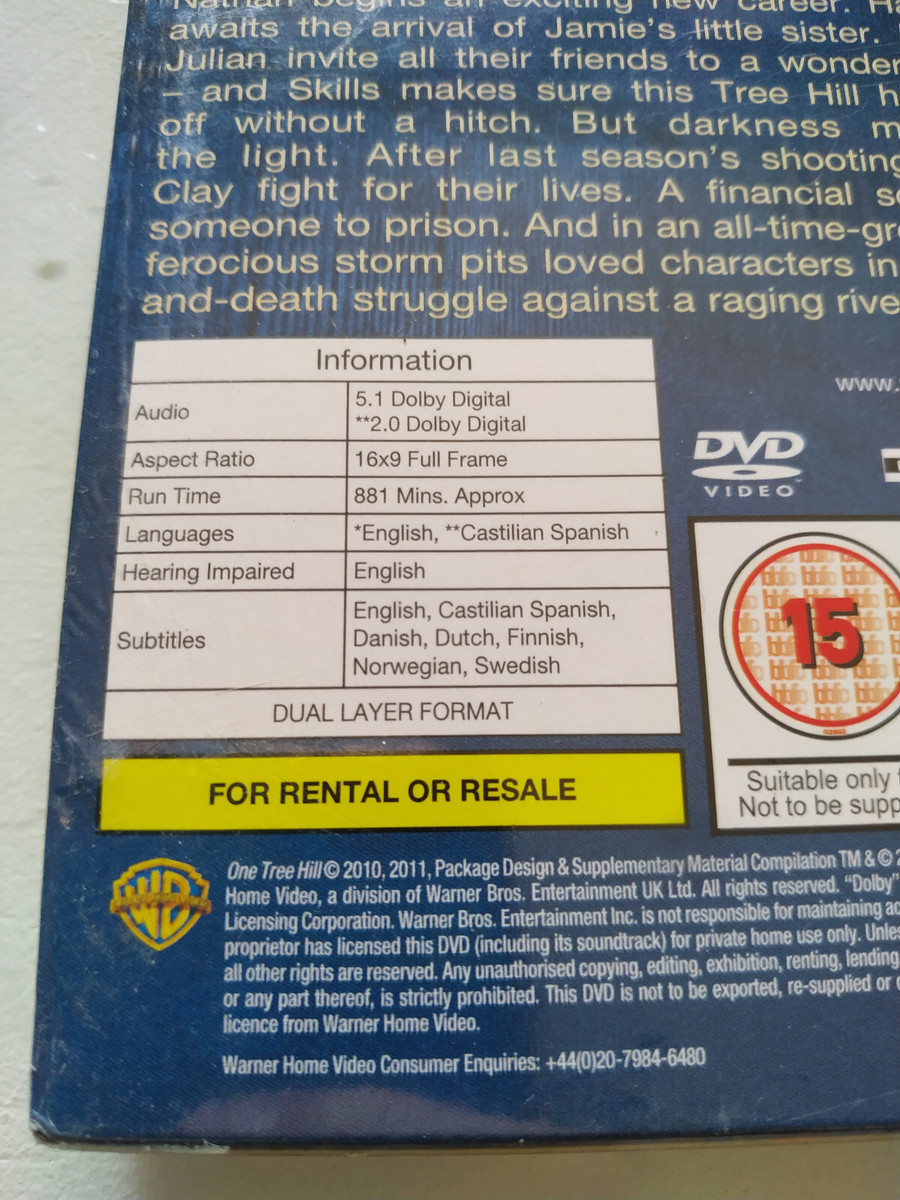 Nathan begins an exciting new career.
awaits the arrival of Jamie's little sister.
Julian invite all their friends to a
– and Skills makes sure this Tree Hill
off without a hitch. But darkness
the light. After last season's shooting
Clay fight for their lives. A financial
someone to prison. And in an all-time-
ferocious storm pits loved characters in
and-death struggle against a raging
Information
Audio
5.1 Dolby Digital
**2.0 Dolby Digital
Aspect Ratio
16x9 Full Frame
Run Time
881 Mins. Approx
Languages
*English, **Castilian Spanish
Hearing Impaired
English
Subtitles
English, Castilian Spanish,
Danish, Dutch, Finnish,
Norwegian, Swedish
DUAL LAYER FORMAT
FOR RENTAL OR RESALE
www.
DVD
VIDEO
15
Suitable only
Not to be
WB
One Tree Hill © 2010, 2011, Package Design & Supplementary Material Compilation TM & ©
Home Video, a division of Warner Bros. Entertainment UK Ltd. All rights reserved. "Dolby"
Licensing Corporation. Warner Bros. Entertainment Inc. is not responsible for maintaining
proprietor has licensed this DVD (including its soundtrack) for private home use only.
all other rights are reserved. Any unauthorised copying, editing, exhibition, renting, lending,
or any part thereof, is strictly prohibited. This DVD is not to be exported, re-supplied or
licence from Warner Home Video.
Warner Home Video Consumer Enquiries: +44(0)20-7984-6480